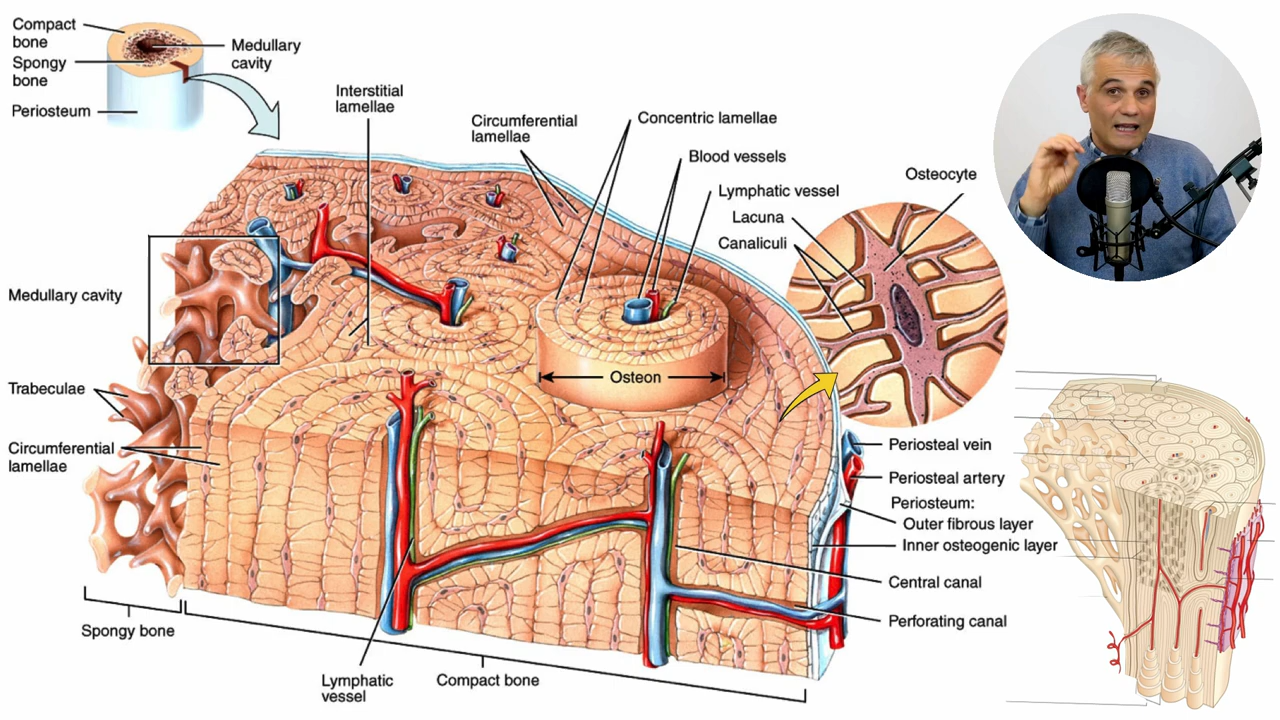 Compact
bone
Spongy
bone
Periosteum
Medullary
cavity
Interstitial
lamellae
Circumferential
lamellae
Concentric lamellae
Blood vessels
Lymphatic vessel
Lacuna
Canaliculi
Osteocyte
Medullary cavity
Osteon
Trabeculae
Circumferential
lamellae
Periosteal vein
Periosteal artery
Periosteum:
Outer fibrous layer
Inner osteogenic layer
Central canal
Perforating canal
Spongy bone
Lymphatic
vessel
Compact bone